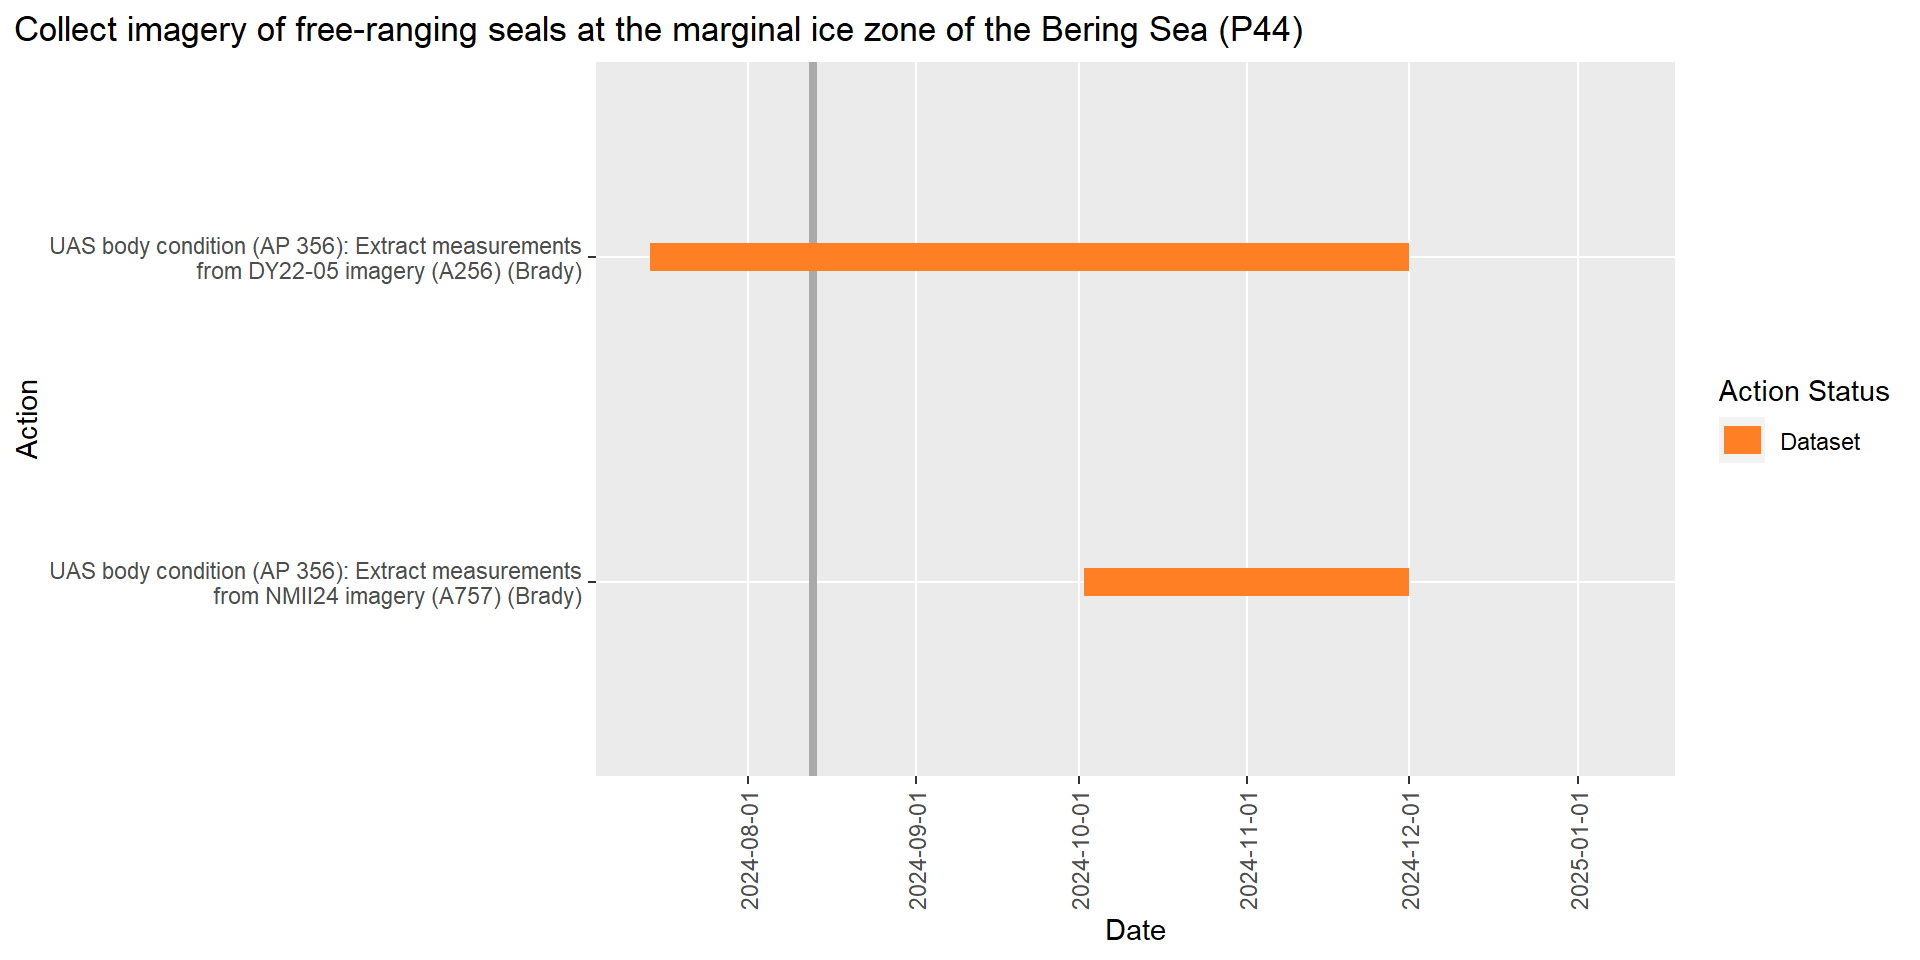 Collect imagery of free-ranging seals at the marginal ice zone of the Bering Sea (P44)
Action
UAS body condition (AP 356): Extract measurements
from DY22-05 imagery (A256) (Brady)
UAS body condition (AP 356): Extract measurements
from NMII24 imagery (A757) (Brady)
2024-08-01
2024-09-01
2024-10-01
2024-11-01
2024-12-01
2025-01-01
Date
Action Status
Dataset